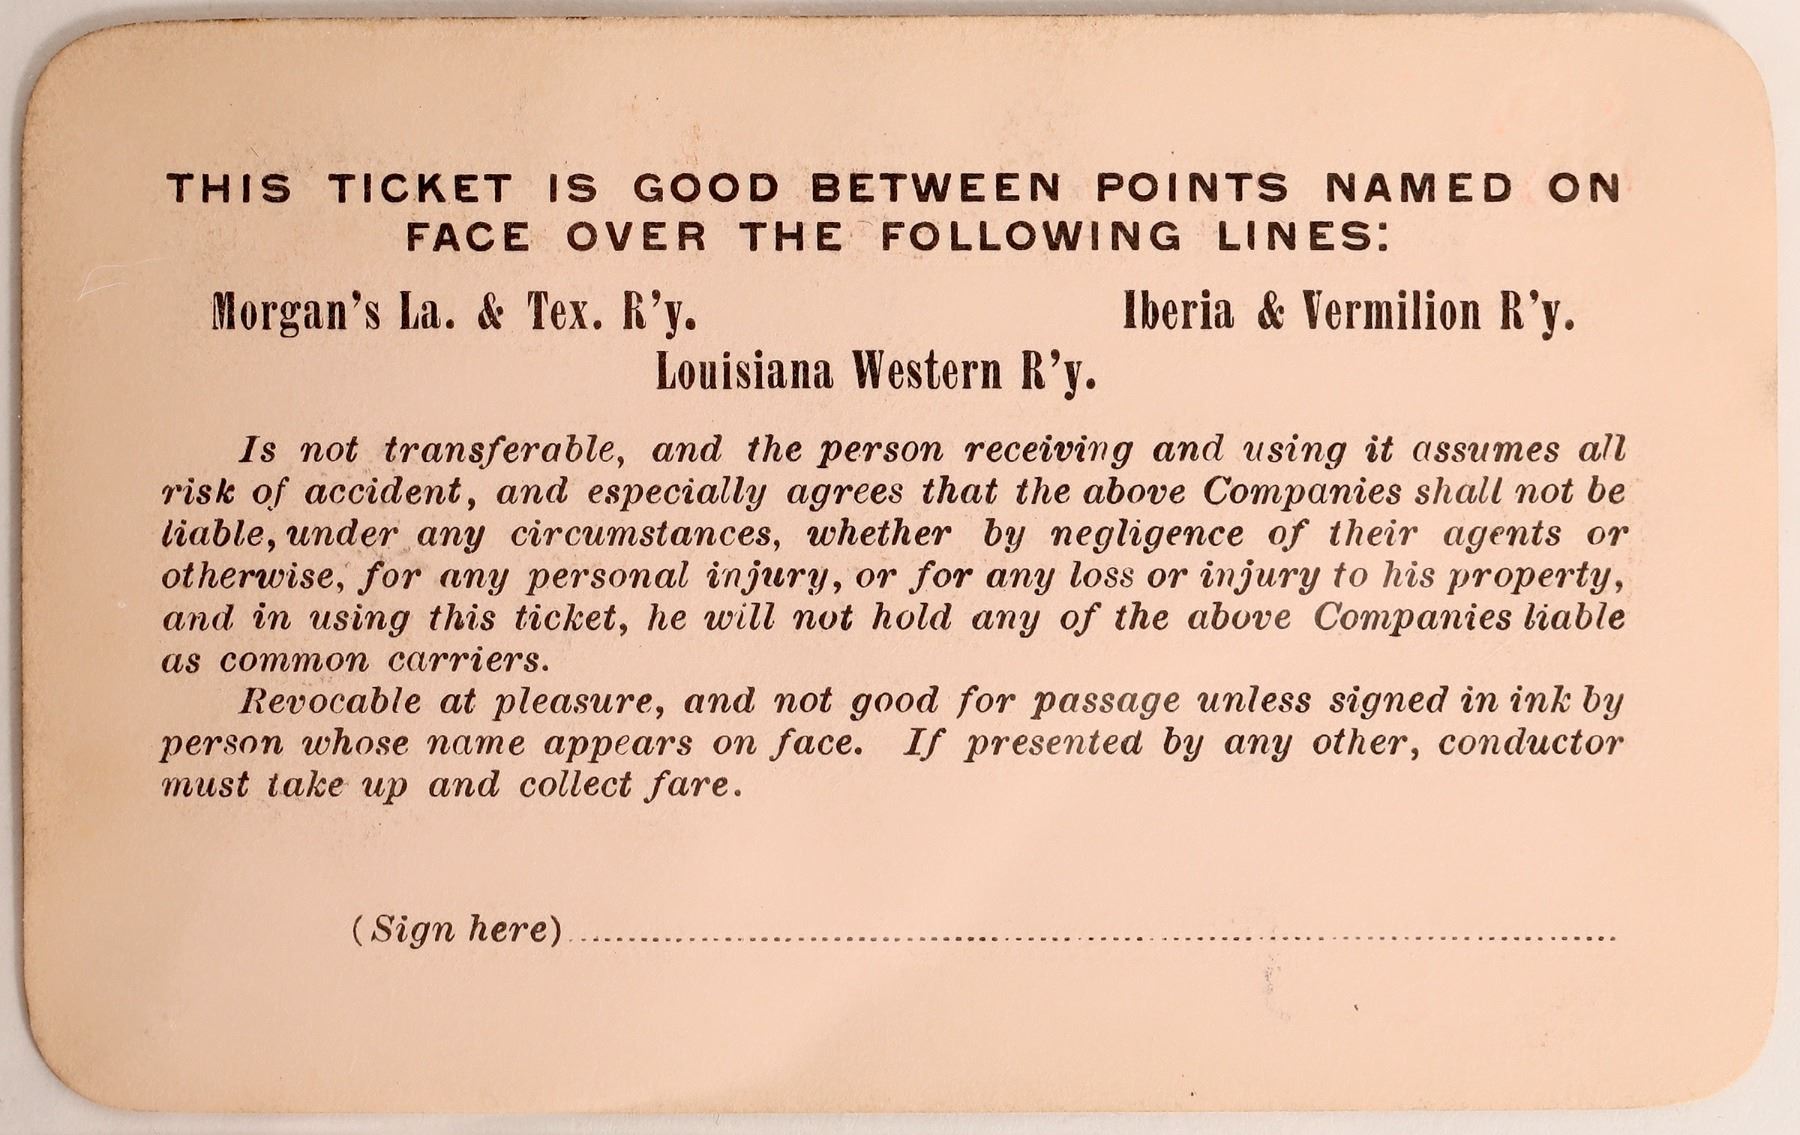 THIS TICKET IS GOOD BETWEEN POINTS NAMED ON
FACE OVER THE FOLLOWING LINES:
Morgan's La. & Tex. R'y. Iberia & Vermilion R'y.
Louisiana Western R'y.
Is not transferable, and the person receiving and using it assumes all
risk of accident, and especially agrees that the above Companies shall not be
liable, under any circumstances, whether by negligence of their agents or
otherwise, for any personal injury, or for any loss or injury to his property,
and in using this ticket, he will not hold any of the above Companies liable
as common carriers.
Revocable at pleasure, and not good for passage unless signed in ink by
person whose name appears on face. If presented by any other, conductor
must take up and collect fare.
(Sign here)